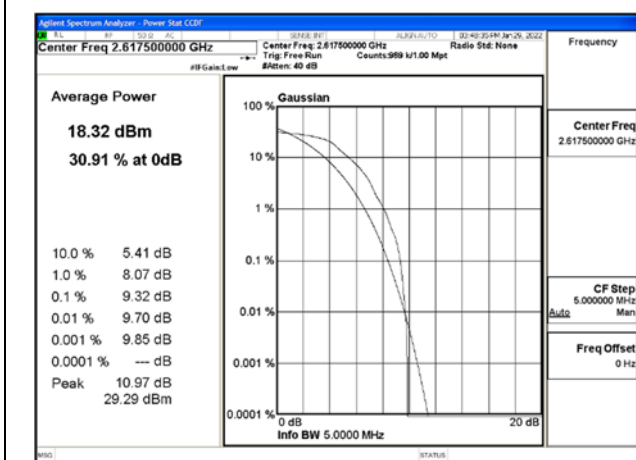 Agilent Spectrum Analyzer - Power Stat CCDF
RL RF 50 Ω AC SENSE:INT ALIGN AUTO 03:48:35 PM Jan 29, 2022
Center Freq 2.617500000 GHz
Center Freq: 2.617500000 GHz Radio Std: None
Trig: Free Run Counts:989 k/1.00 Mpt
#IFGain:Low #Atten: 40 dB
Frequency
Average Power
18.32 dBm
30.91 % at 0dB
10.0 % 5.41 dB
1.0 % 8.07 dB
0.1 % 9.32 dB
0.01 % 9.70 dB
0.001 % 9.85 dB
0.0001 % --- dB
Peak 10.97 dB
29.29 dBm
Gaussian
100 %
10 %
1 %
0.1 %
0.01 %
0.001 %
0.0001 %
0 dB 20 dB
Info BW 5.0000 MHz
Center Freq
2.617500000 GHz
CF Step
5.000000 MHz
Auto Man
Freq Offset
0 Hz
MSG STATUS